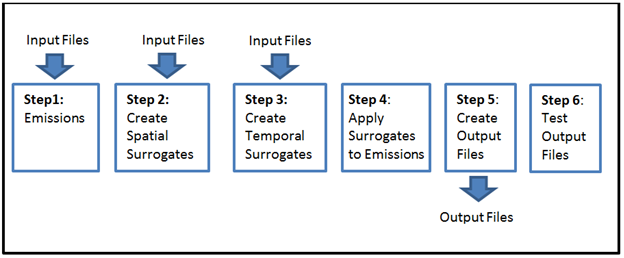 Input Files
Input Files
Input Files
Step1:
Emissions
Step 2:
Create
Spatial
Surrogates
Step 3:
Create
Temporal
Surrogates
Step 4:
Apply
Surrogates
to Emissions
Step 5:
Create
Output
Files
Step 6:
Test
Output
Files
Output Files